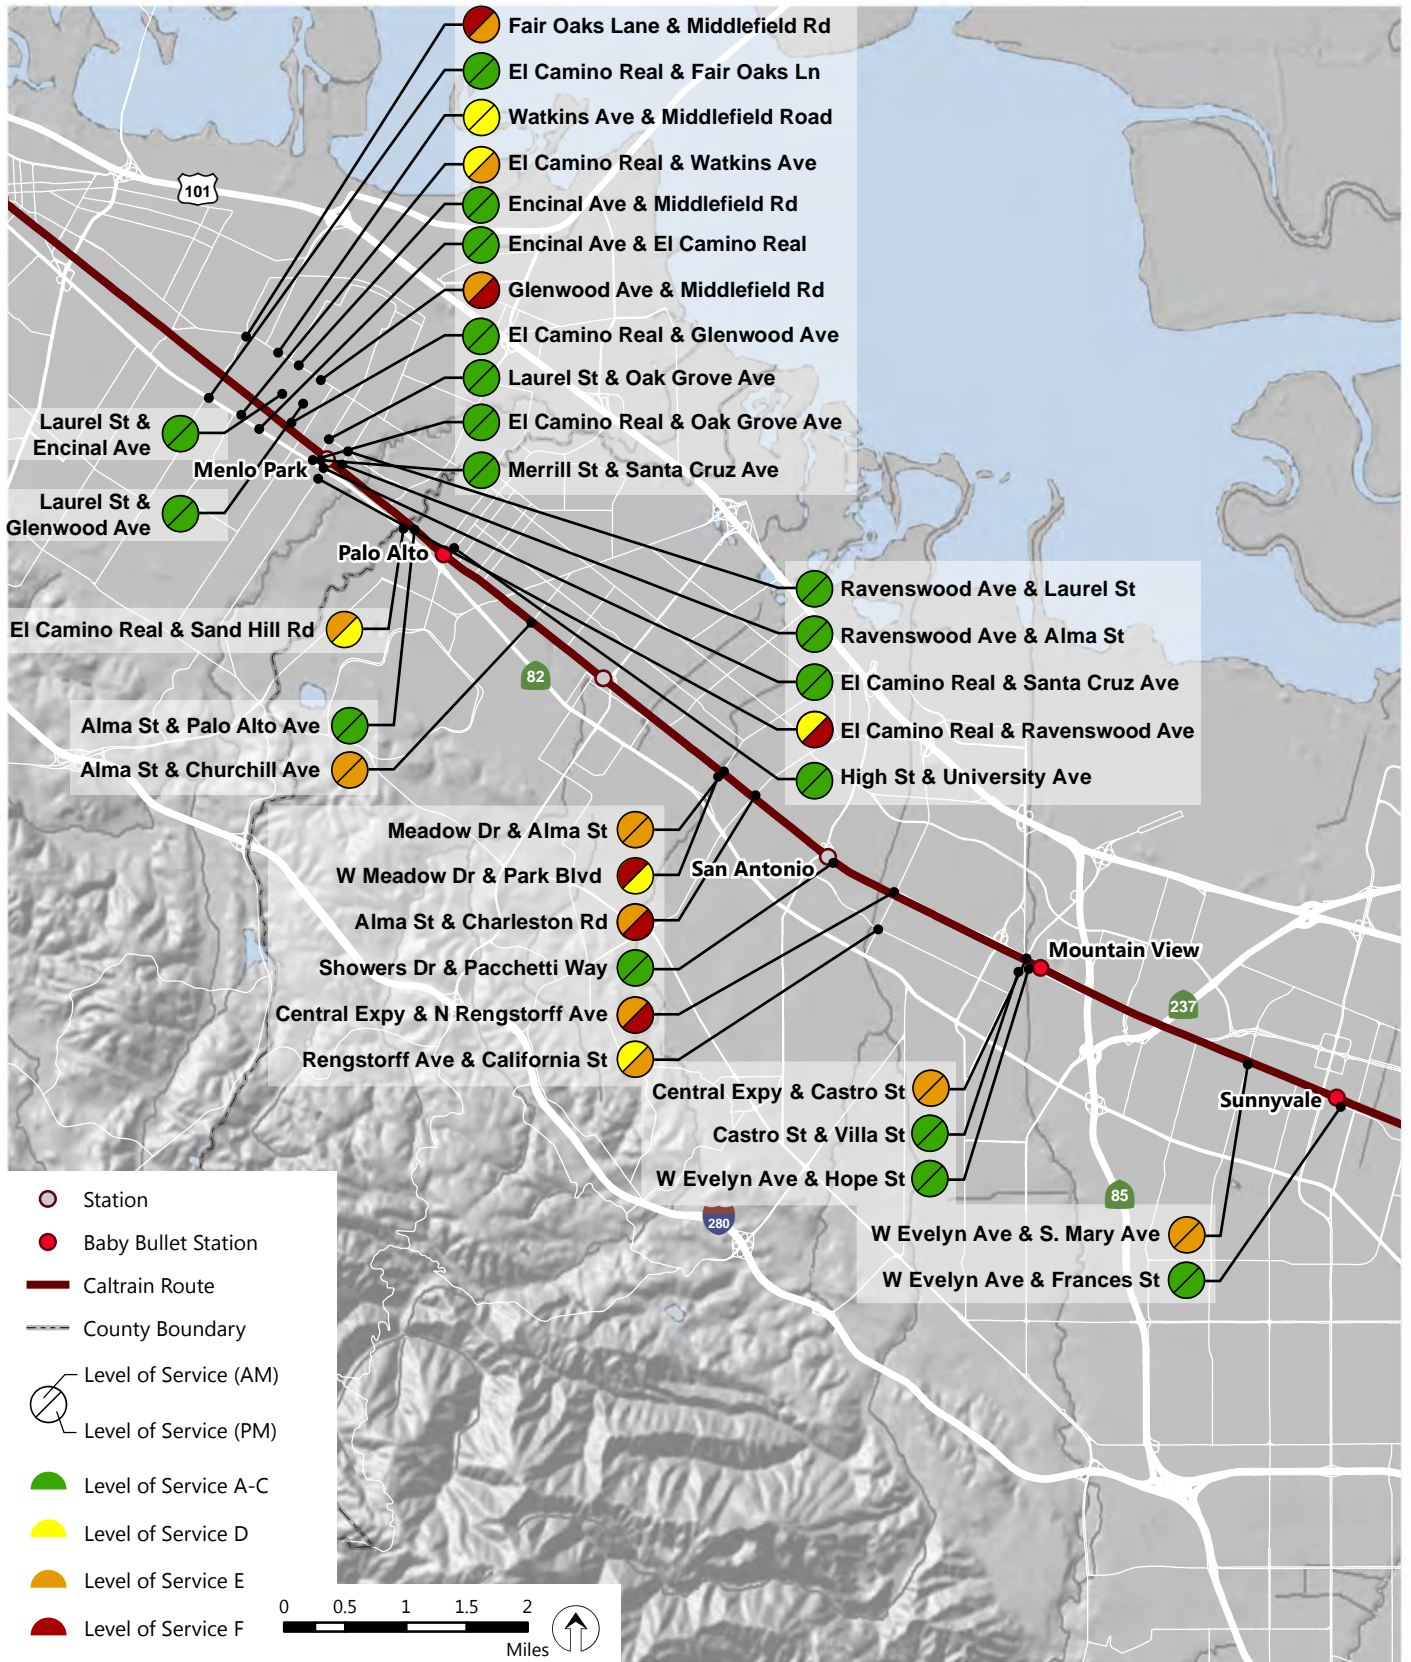 Fair Oaks Lane & Middlefield Rd
El Camino Real & Fair Oaks Ln
Watkins Ave & Middlefield Road
El Camino Real & Watkins Ave
101
Encinal Ave & Middlefield Rd
Encinal Ave & El Camino Real
Glenwood Ave & Middlefield Rd
El Camino Real & Glenwood Ave
Laurel St & Oak Grove Ave
El Camino Real & Oak Grove Ave
Merrill St & Santa Cruz Ave
Laurel St &
Encinal Ave
Menlo Park
Laurel St &
Glenwood Ave
Palo Alto
El Camino Real & Sand Hill Rd
Ravenswood Ave & Laurel St
Ravenswood Ave & Alma St
El Camino Real & Santa Cruz Ave
El Camino Real & Ravenswood Ave
High St & University Ave
82
Alma St & Palo Alto Ave
Alma St & Churchill Ave
Meadow Dr & Alma St
W Meadow Dr & Park Blvd
Alma St & Charleston Rd
Showers Dr & Pacchetti Way
Central Expy & N Rengstorff Ave
Rengstorff Ave & California St
San Antonio
Mountain View
237
Central Expy & Castro St
Castro St & Villa St
W Evelyn Ave & Hope St
Sunnyvale
85
280
W Evelyn Ave & S. Mary Ave
W Evelyn Ave & Frances St
Station
Baby Bullet Station
Caltrain Route
County Boundary
Level of Service (AM)
Level of Service (PM)
Level of Service A-C
Level of Service D
Level of Service E
Level of Service F
0 0.5 1 1.5 2
Miles